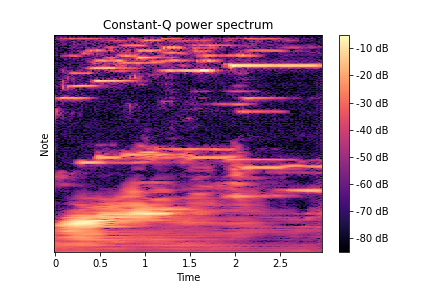 Constant-Q power spectrum
Note
0
0.5
1
1.5
2
2.5
Time
-10 dB
-20 dB
-30 dB
-40 dB
-50 dB
-60 dB
-70 dB
-80 dB